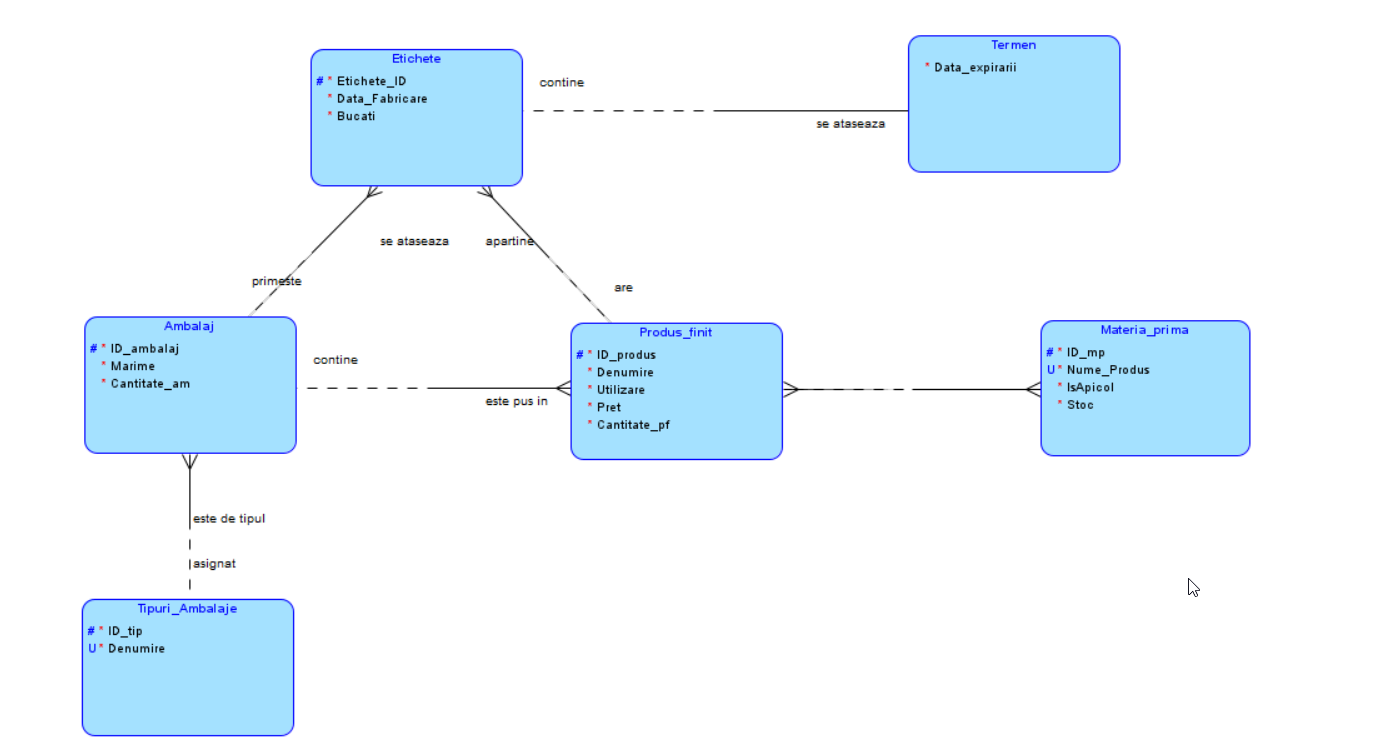 Etichete
# * Etichete_ID
* Data_Fabricare
* Bucati
contine
se ataseaza
Termen
* Data_expirarii
se ataseaza
apartine
primeste
are
Ambalaj
# * ID_ambalaj
* Marime
* Cantitate_am
contine
este pus in
Produs_finit
# * ID_produs
* Denumire
* Utilizare
* Pret
* Cantitate_pf
Materia_prima
# * ID_mp
U * Nume_Produs
* IsApicol
* Stoc
este de tipul
asignat
Tipuri_Ambalaje
# * ID_tip
U * Denumire